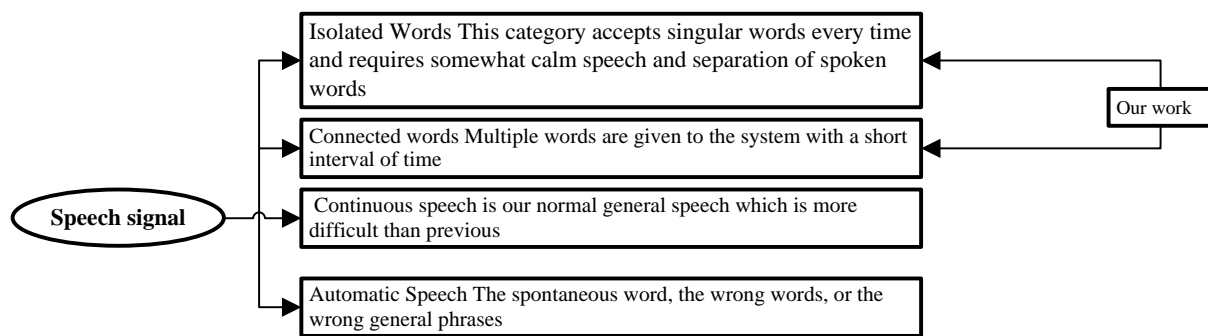 Isolated Words This category accepts singular words every time
and requires somewhat calm speech and separation of spoken
words
Our work
Connected words Multiple words are given to the system with a short
interval of time
Speech signal
Continuous speech is our normal general speech which is more
difficult than previous
Automatic Speech The spontaneous word, the wrong words, or the
wrong general phrases